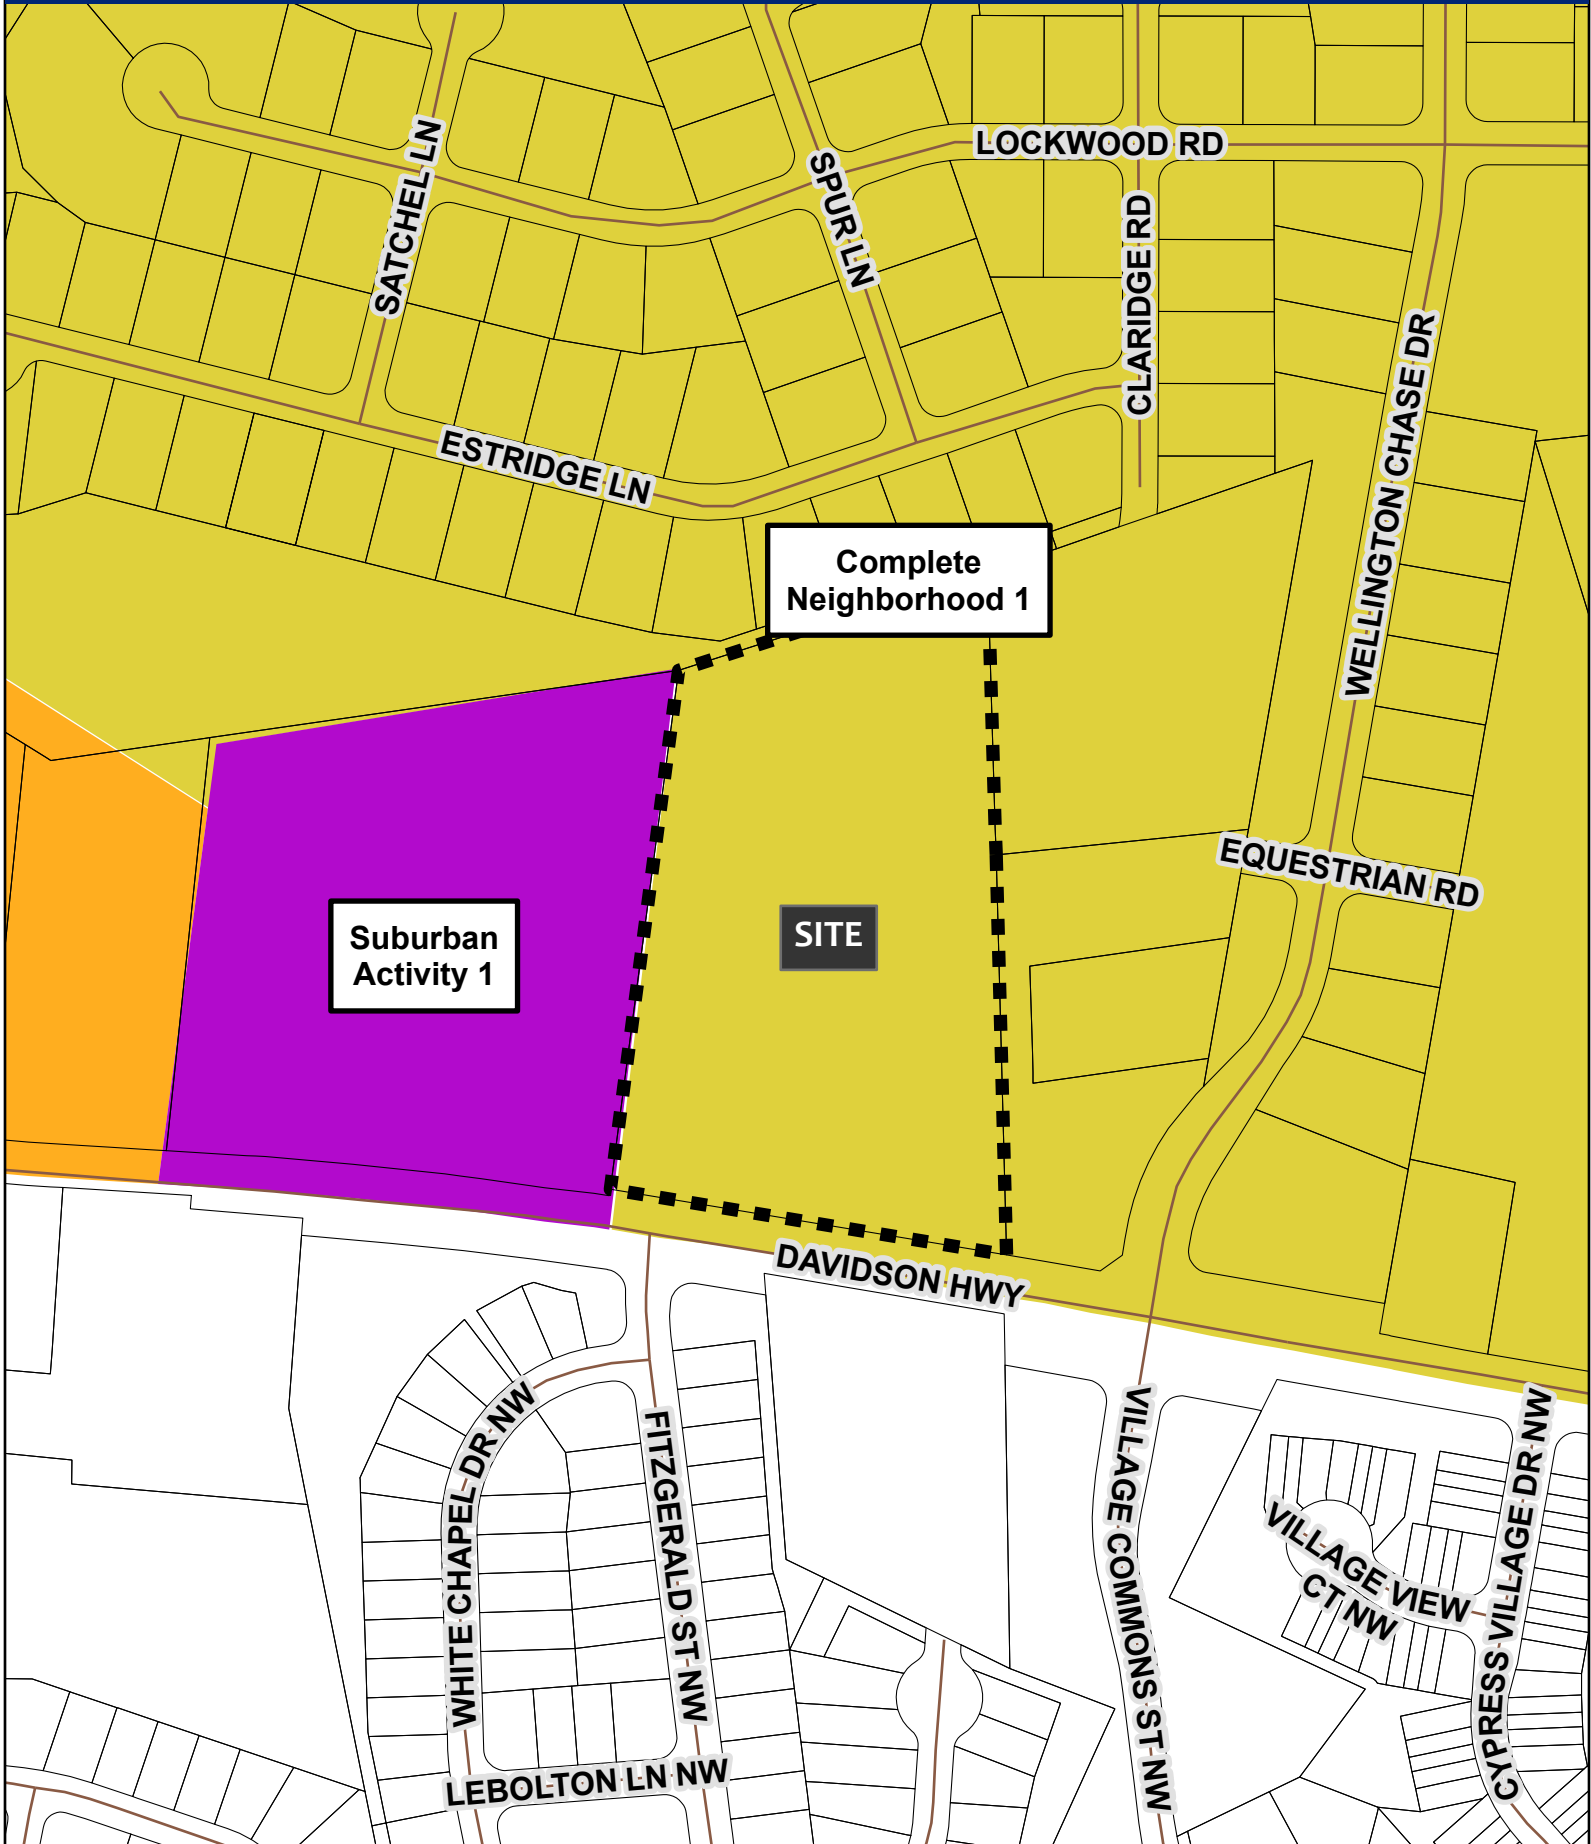 LOCKWOOD RD
SATCHEL LN
SPUR LN
CLARIDGE RD
WELLINGTON CHASE DR
ESTRIDGE LN
Complete
Neighborhood 1
EQUESTRIAN RD
Suburban
Activity 1
SITE
DAVIDSON HWY
WHITE CHAPEL DR NW
FITZGERALD ST NW
VILLAGE COMMONS ST NW
VILLAGE VIEW
CT NW
CYPRESS VILLAGE DR NW
LEBOLTON LN NW